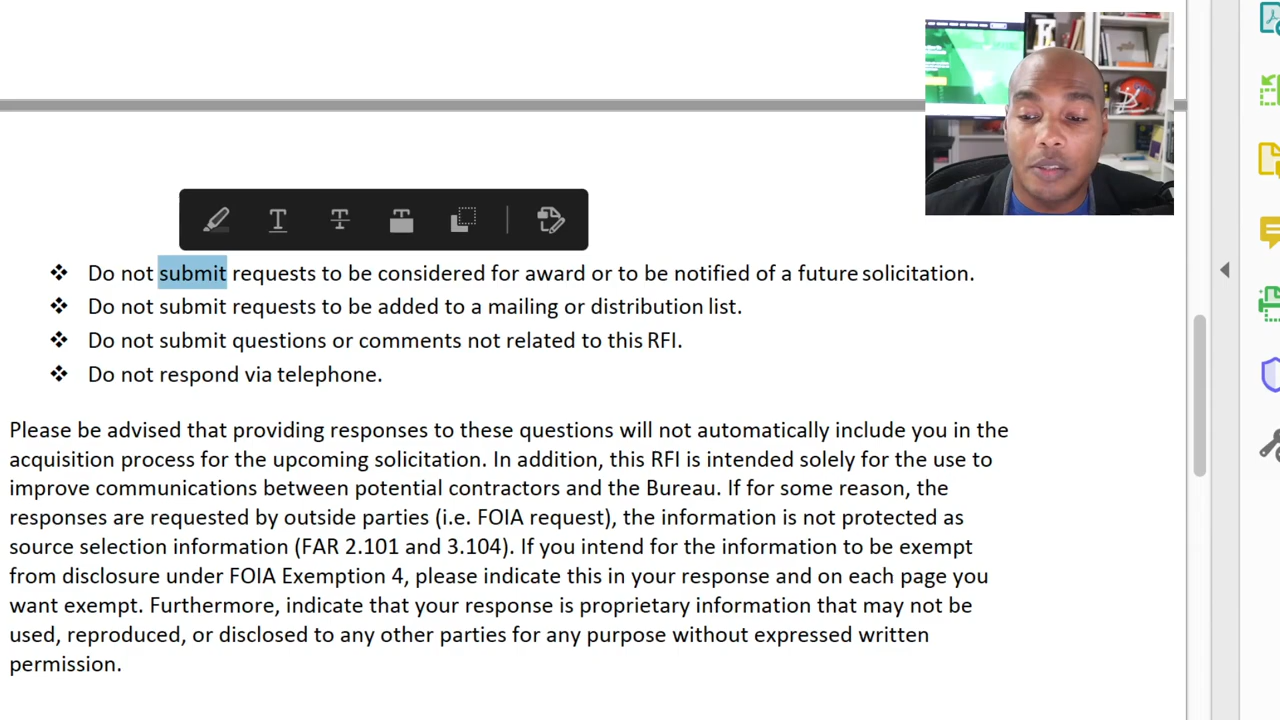 Do not submit requests to be considered for award or to be notified of a future solicitation.
Do not submit requests to be added to a mailing or distribution list.
Do not submit questions or comments not related to this RFI.
Do not respond via telephone.
Please be advised that providing responses to these questions will not automatically include you in the
acquisition process for the upcoming solicitation. In addition, this RFI is intended solely for the use to
improve communications between potential contractors and the Bureau. If for some reason, the
responses are requested by outside parties (i.e. FOIA request), the information is not protected as
source selection information (FAR 2.101 and 3.104). If you intend for the information to be exempt
from disclosure under FOIA Exemption 4, please indicate this in your response and on each page you
want exempt. Furthermore, indicate that your response is proprietary information that may not be
used, reproduced, or disclosed to any other parties for any purpose without expressed written
permission.